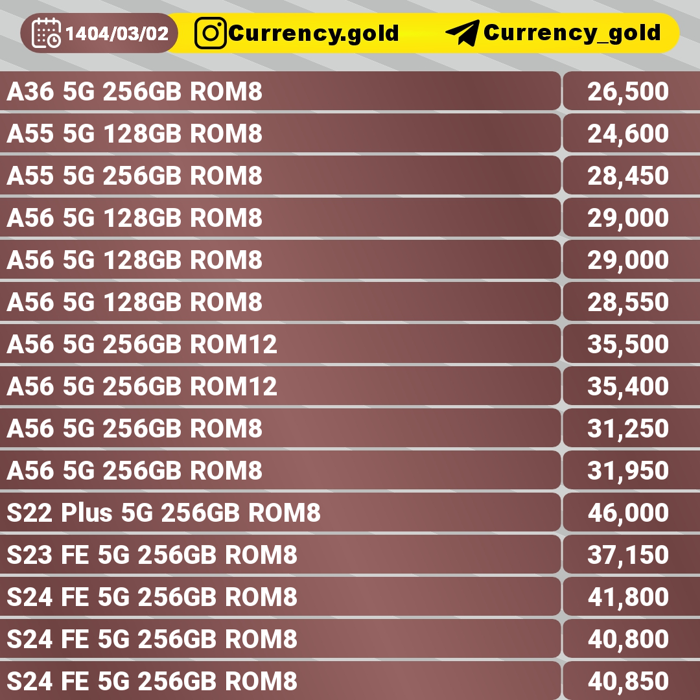 1404/03/02 Currency.gold Currency_gold
A36 5G 256GB ROM8 26,500
A55 5G 128GB ROM8 24,600
A55 5G 256GB ROM8 28,450
A56 5G 128GB ROM8 29,000
A56 5G 128GB ROM8 29,000
A56 5G 128GB ROM8 28,550
A56 5G 256GB ROM12 35,500
A56 5G 256GB ROM12 35,400
A56 5G 256GB ROM8 31,250
A56 5G 256GB ROM8 31,950
S22 Plus 5G 256GB ROM8 46,000
S23 FE 5G 256GB ROM8 37,150
S24 FE 5G 256GB ROM8 41,800
S24 FE 5G 256GB ROM8 40,800
S24 FE 5G 256GB ROM8 40,850